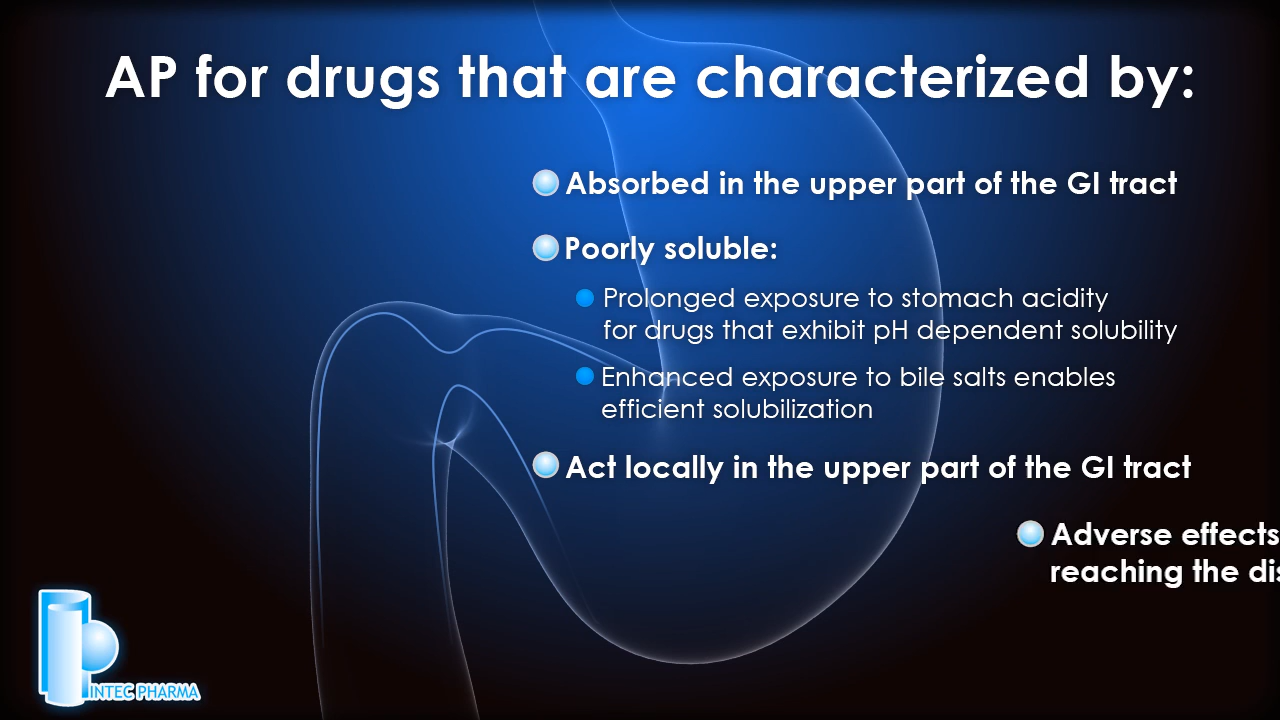 AP for drugs that are characterized by:
Absorbed in the upper part of the GI tract
Poorly soluble:
Prolonged exposure to stomach acidity
for drugs that exhibit pH dependent solubility
Enhanced exposure to bile salts enables
efficient solubilization
Act locally in the upper part of the GI tract
Adverse effects
reaching the
INTEC PHARMA